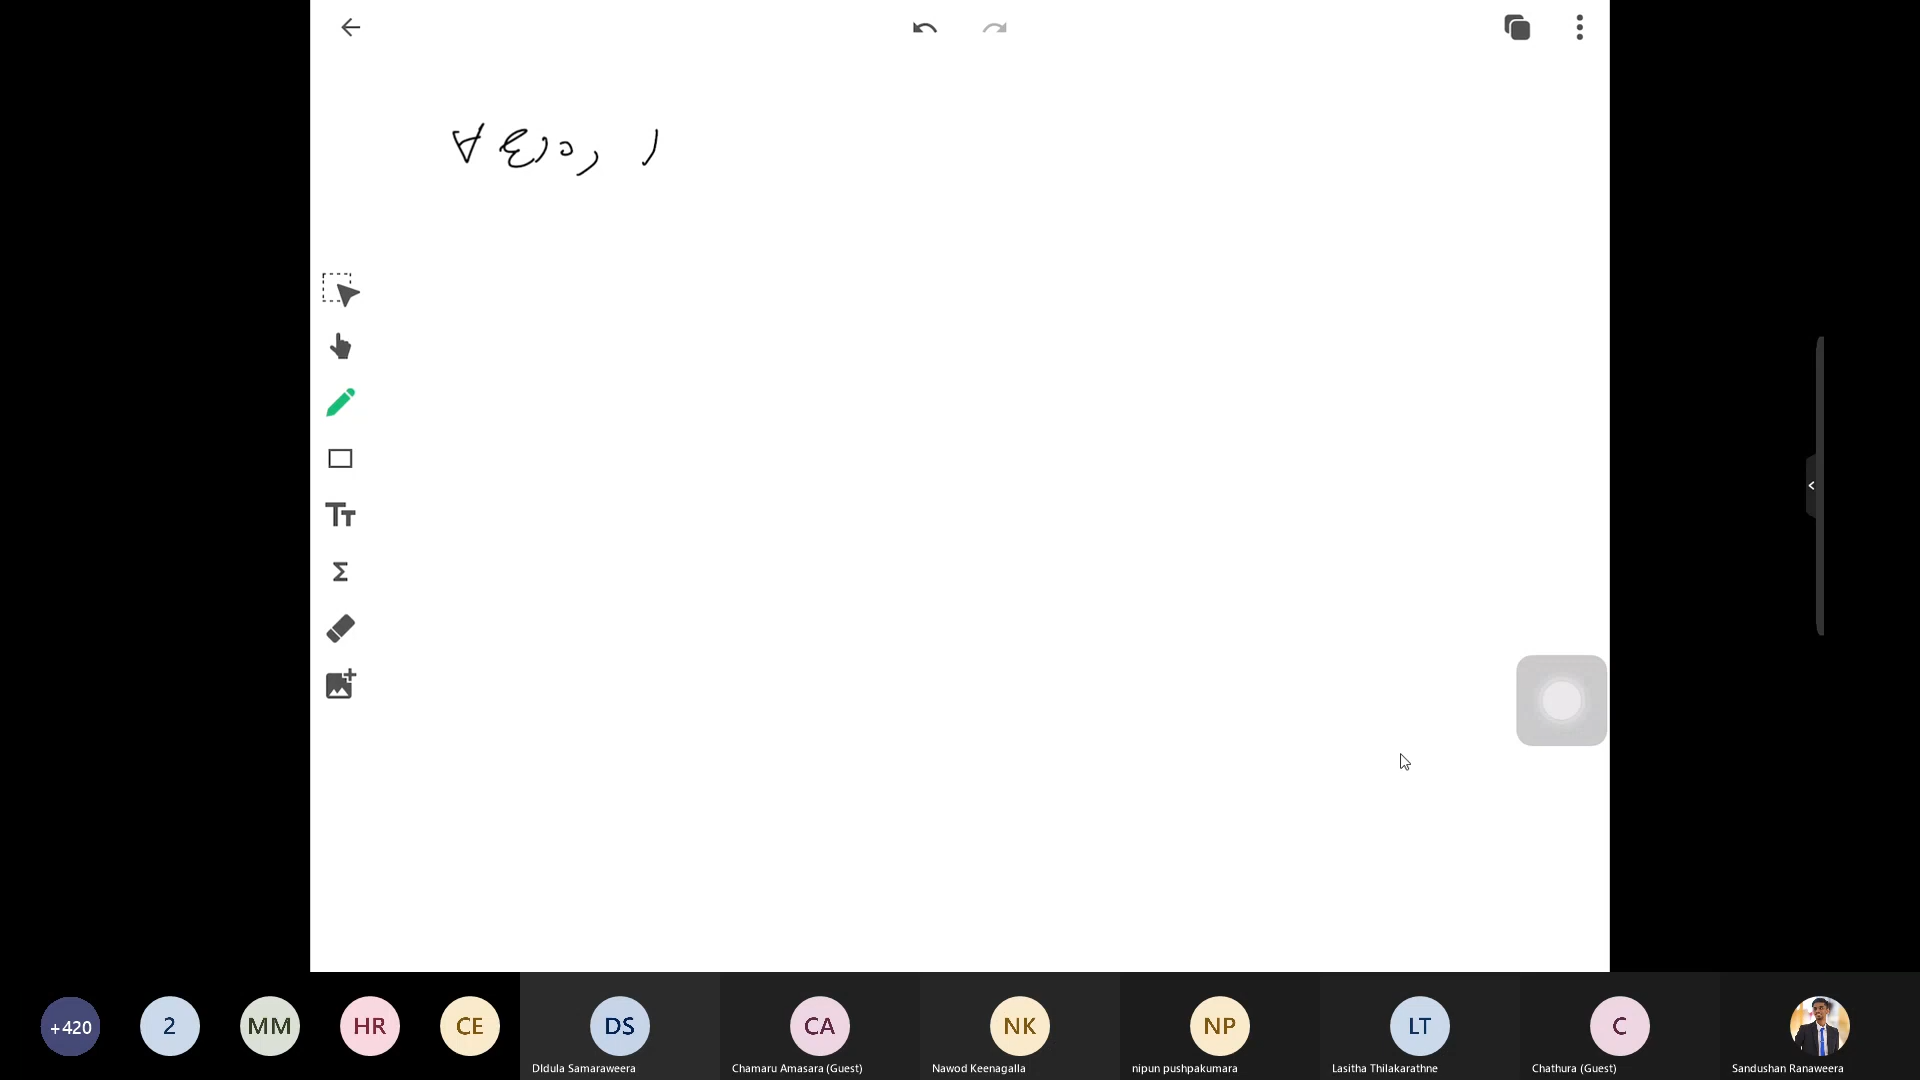 ∀ ε>0, )
Tт
Σ
<
+420
2
MM
HR
CE
DS
CA
NK
NP
LT
C
DIdula Samaraweera
Chamaru Amasara (Guest)
Nawod Keenagalla
nipun pushpakumara
Lasitha Thilakarathne
Chathura (Guest)
Sandushan Ranaweera